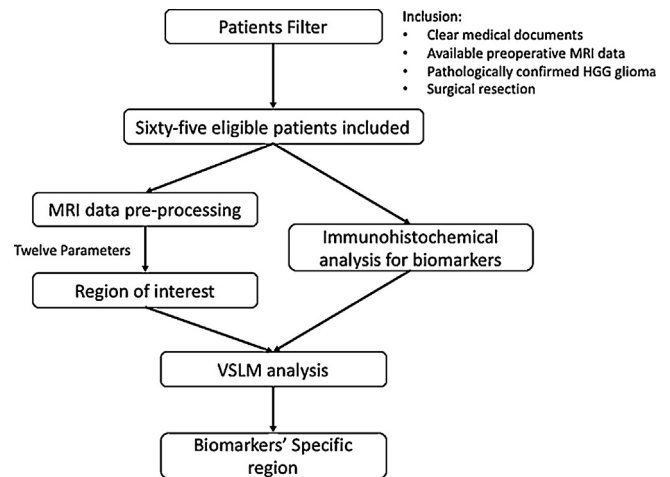 Patients Filter
Inclusion:
• Clear medical documents
• Available preoperative MRI data
• Pathologically confirmed HGG glioma
• Surgical resection
Sixty-five eligible patients included
MRI data pre-processing
Twelve Parameters
Region of interest
Immunohistochemical
analysis for biomarkers
VSLM analysis
Biomarkers' Specific
region